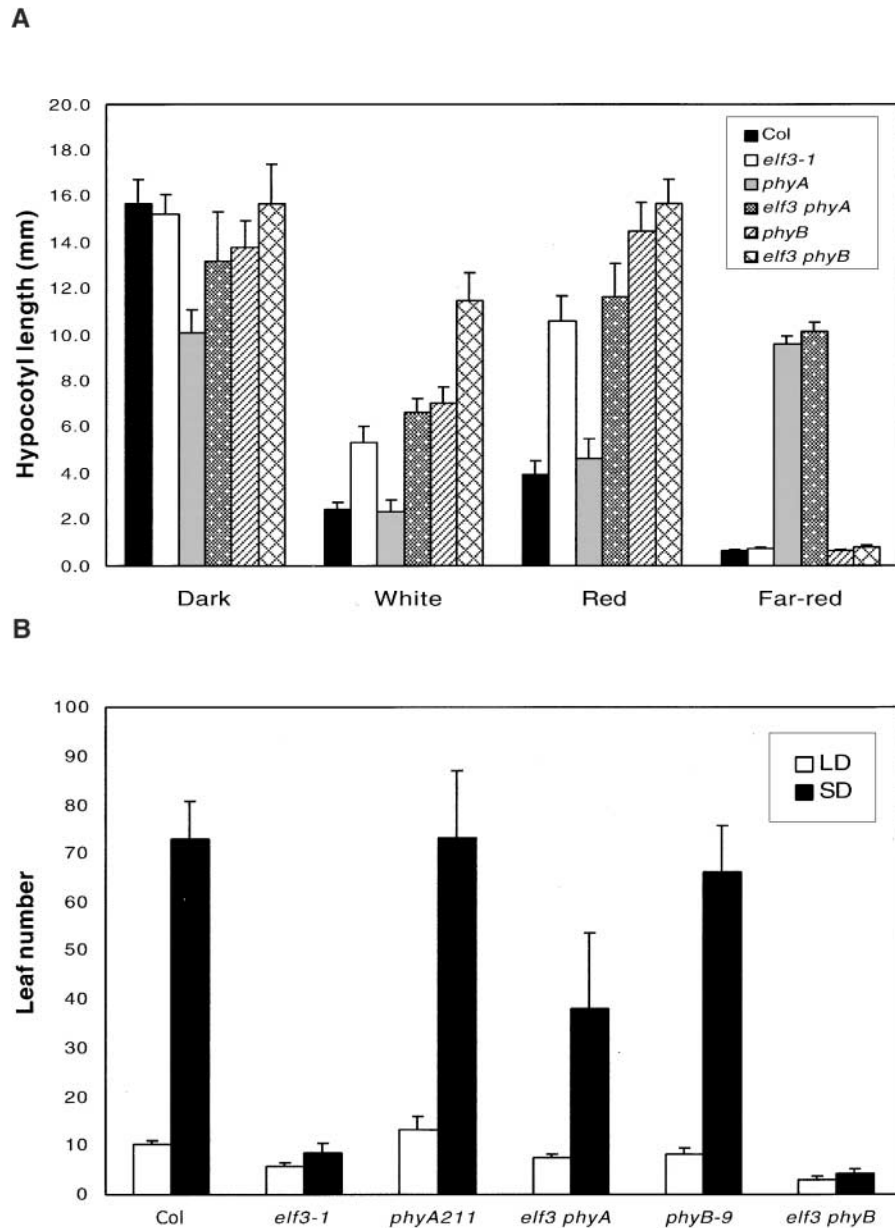 A
Hypocotyl length (mm)
20.0
18.0
16.0
14.0
12.0
10.0
8.0
6.0
4.0
2.0
0.0
Col
elf3-1
phyA
elf3 phyA
phyB
elf3 phyB
Dark White Red Far-red
B
Leaf number
100
90
80
70
60
50
40
30
20
10
0
LD
SD
Col elf3-1 phyA211 elf3 phyA phyB-9 elf3 phyB